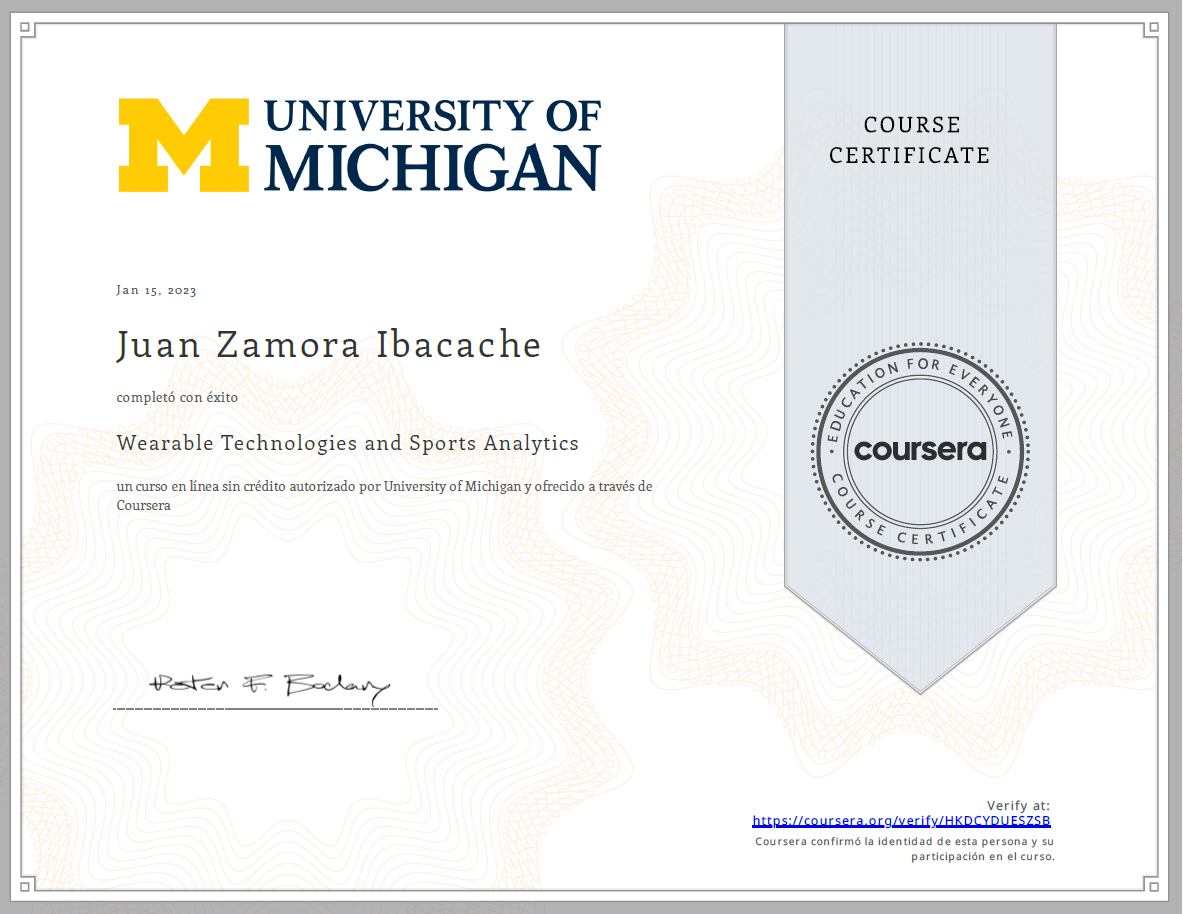 UNIVERSITY OF
MICHIGAN
COURSE
CERTIFICATE
Jan 15, 2023
Juan Zamora Ibacache
completó con éxito
Wearable Technologies and Sports Analytics
un curso en línea sin crédito autorizado por University of Michigan y ofrecido a través de
Coursera
EDUCATION FOR EVERYONE
coursera
COURSE CERTIFICATE
Peter F. Bodary
Verify at:
https://coursera.org/verify/HKDCYDUESZSB
Coursera confirmó la identidad de esta persona y su
participación en el curso.